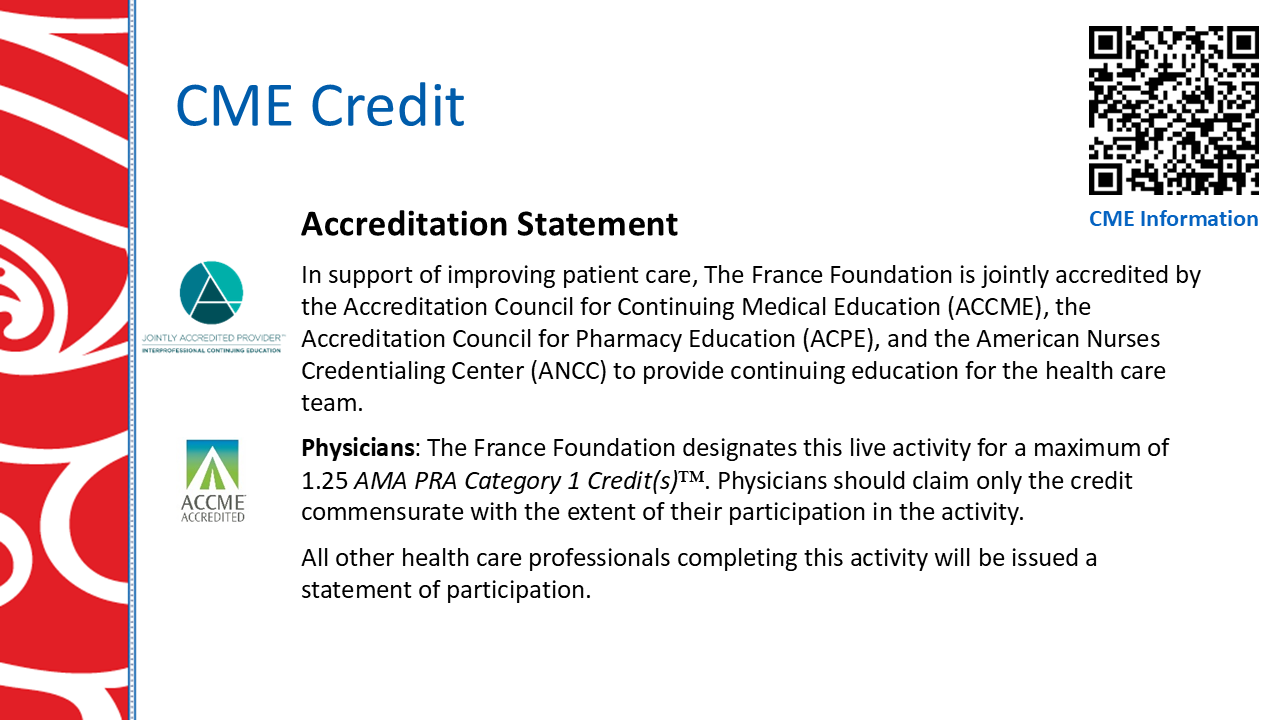 CME Credit
CME Information
Accreditation Statement
In support of improving patient care, The France Foundation is jointly accredited by
the Accreditation Council for Continuing Medical Education (ACCME), the
Accreditation Council for Pharmacy Education (ACPE), and the American Nurses
Credentialing Center (ANCC) to provide continuing education for the health care
team.
JOINTLY ACCREDITED PROVIDER™
INTERPROFESSIONAL CONTINUING EDUCATION
Physicians: The France Foundation designates this live activity for a maximum of
1.25 AMA PRA Category 1 Credit(s)™. Physicians should claim only the credit
commensurate with the extent of their participation in the activity.
ACCME
ACCREDITED
All other health care professionals completing this activity will be issued a
statement of participation.